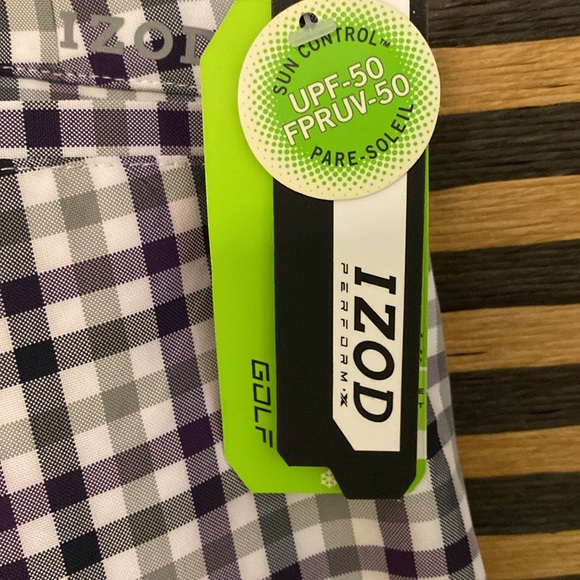 IZOD
SUN CONTROL™
UPF-50
FPRUV-50
PARE-SOLEIL
IZOD
PERFORM·X
GOLF